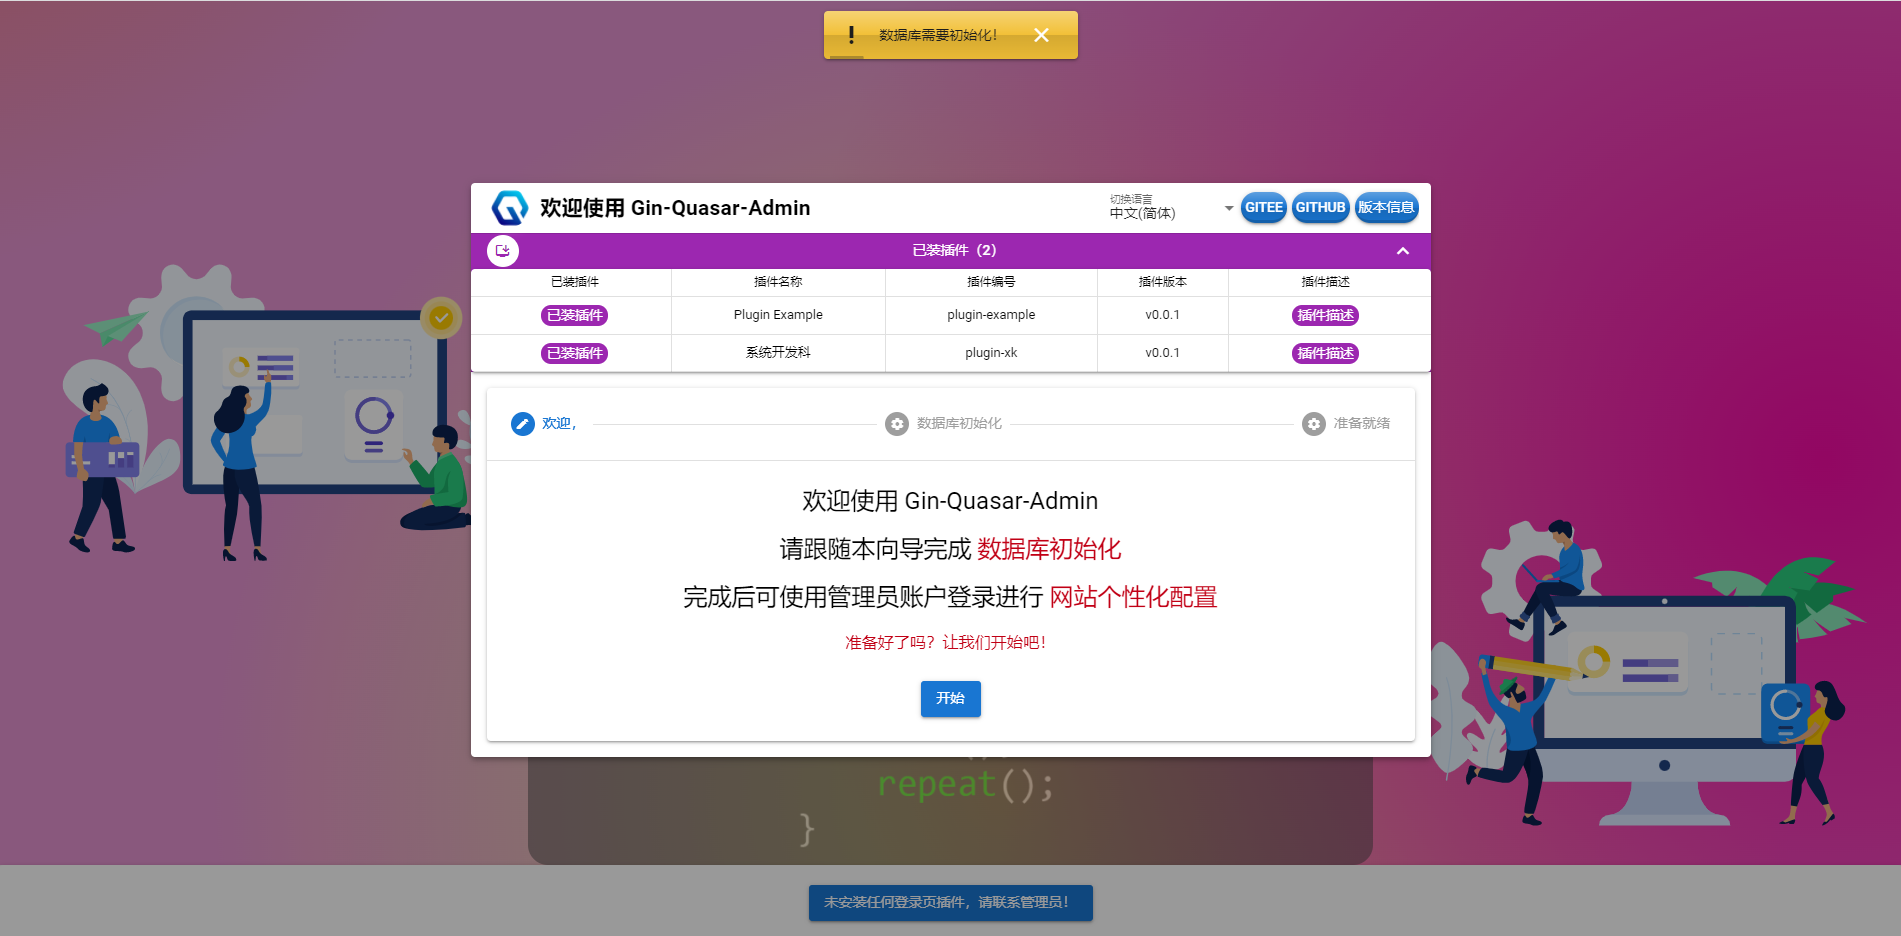 数据库需要初始化！
欢迎使用 Gin-Quasar-Admin
切换语言
中文(简体)
GITEE
GITHUB
版本信息
已装插件（2）
已装插件 插件名称 插件编号 插件版本 插件描述
已装插件 Plugin Example plugin-example v0.0.1 插件描述
已装插件 系统开发科 plugin-xk v0.0.1 插件描述
欢迎， 数据库初始化 准备就绪
欢迎使用 Gin-Quasar-Admin
请跟随本向导完成 数据库初始化
完成后可使用管理员账户登录进行 网站个性化配置
准备好了吗？让我们开始吧！
开始
repeat();
}
未安装任何登录页插件，请联系管理员！